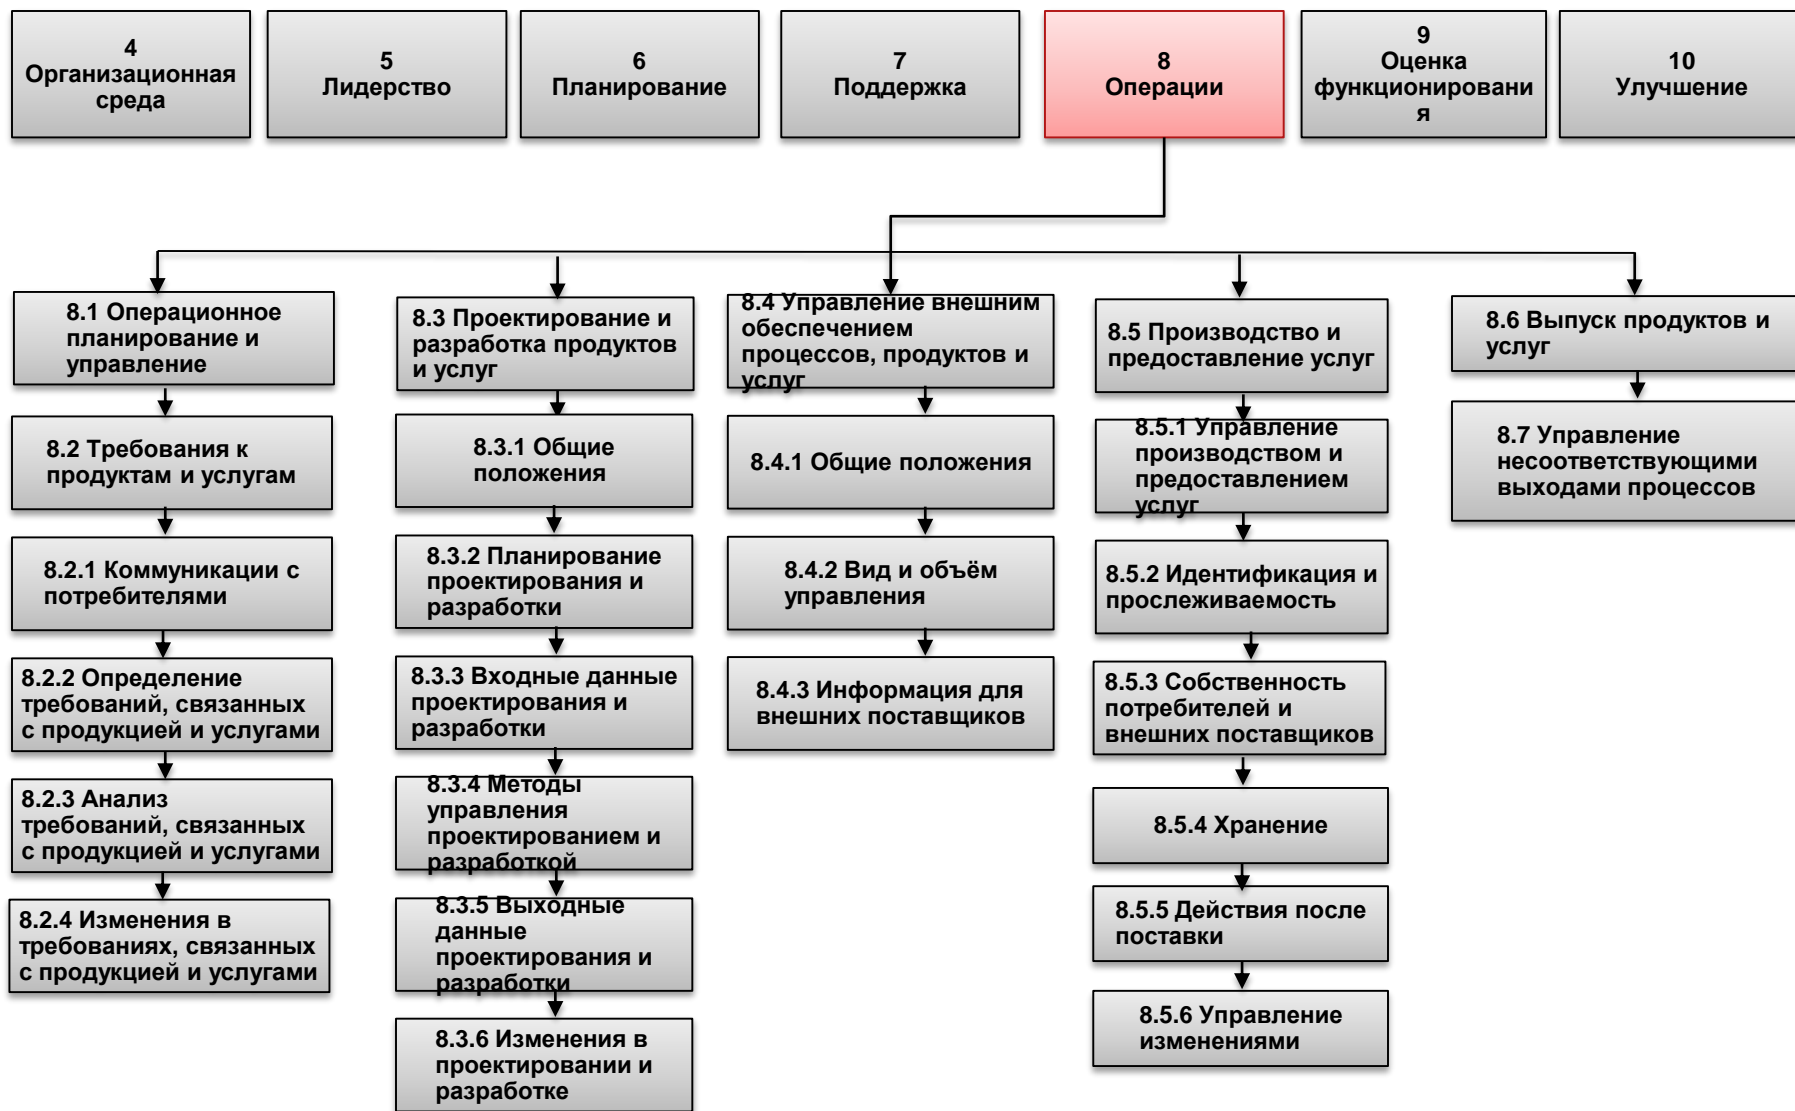 4
Организационная
среда
5
Лидерство
6
Планирование
7
Поддержка
8
Операции
9
Оценка
функционировани
я
10
Улучшение
8.1 Операционное
планирование и
управление
8.2 Требования к
продуктам и услугам
8.2.1 Коммуникации с
потребителями
8.2.2 Определение
требований, связанных
с продукцией и услугами
8.2.3 Анализ
требований, связанных
с продукцией и услугами
8.2.4 Изменения в
требованиях, связанных
с продукцией и услугами
8.3 Проектирование и
разработка продуктов
и услуг
8.3.1 Общие
положения
8.3.2 Планирование
проектирования и
разработки
8.3.3 Входные данные
проектирования и
разработки
8.3.4 Методы
управления
проектированием и
разработкой
8.3.5 Выходные
данные
проектирования и
разработки
8.3.6 Изменения в
проектировании и
разработке
8.4 Управление внешним
обеспечением
процессов, продуктов и
услуг
8.4.1 Общие положения
8.4.2 Вид и объём
управления
8.4.3 Информация для
внешних поставщиков
8.5 Производство и
предоставление услуг
8.5.1 Управление
производством и
предоставлением
услуг
8.5.2 Идентификация и
прослеживаемость
8.5.3 Собственность
потребителей и
внешних поставщиков
8.5.4 Хранение
8.5.5 Действия после
поставки
8.5.6 Управление
изменениями
8.6 Выпуск продуктов и
услуг
8.7 Управление
несоответствующими
выходами процессов